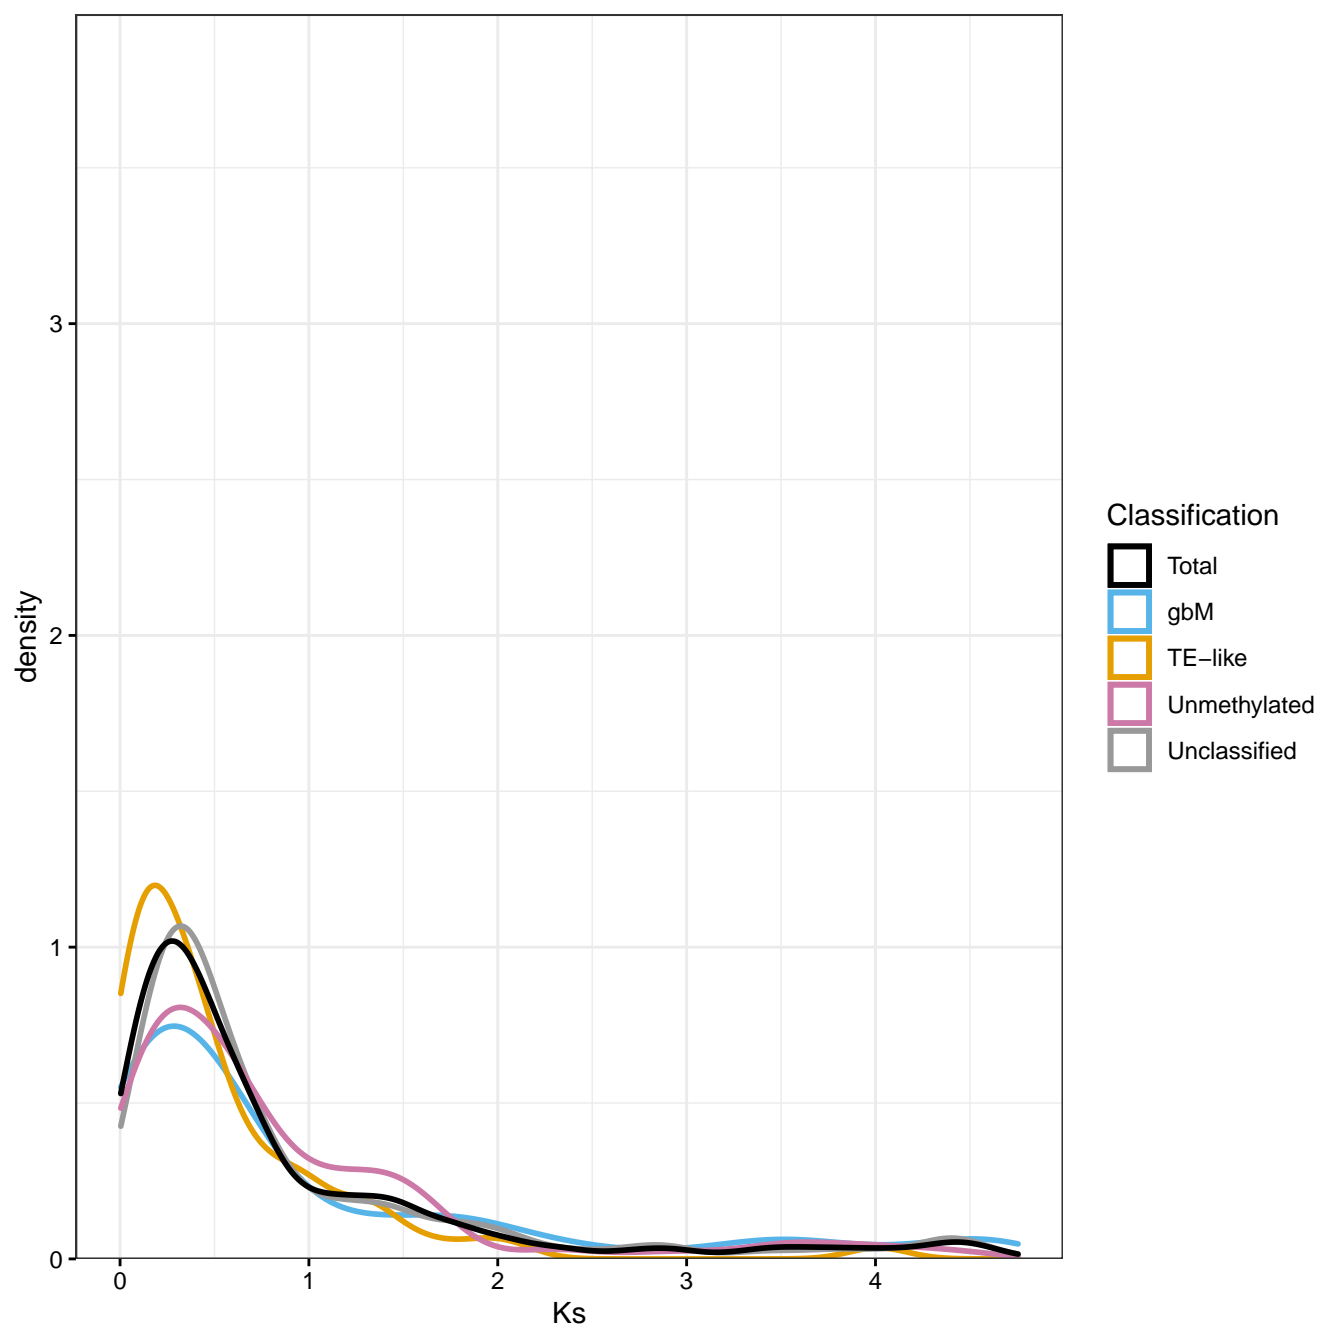 density
3
2
1
0
0 1 2 3 4
Ks
Classification
Total
gbM
TE−like
Unmethylated
Unclassified